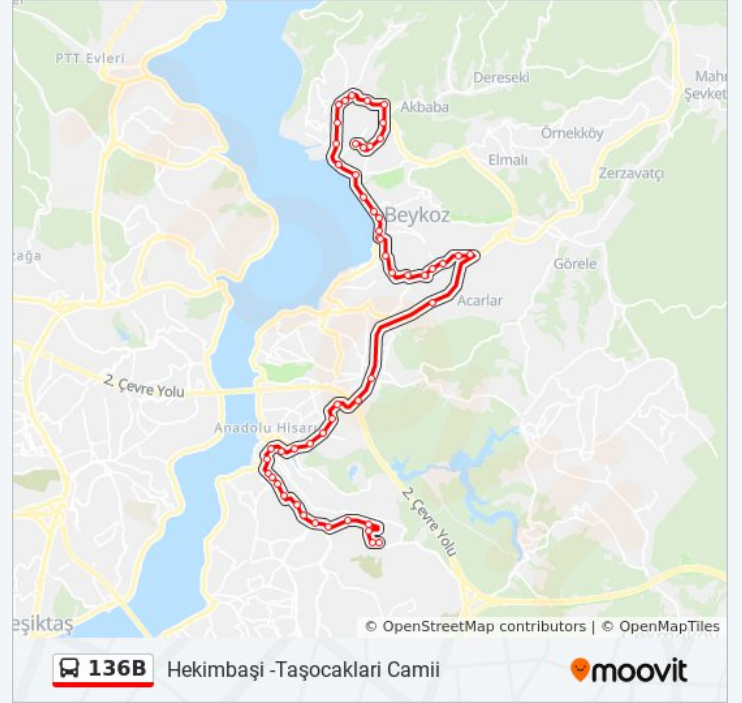 PTT Evleri
Dereseki
Mahm
Şevket
Akbaba
Örnekköy
Elmalı
Zerzavatçı
Beykoz
zağa
Görele
Acarlar
2. Çevre Yolu
Anadolu Hisarı
2. Çevre Yolu
eşiktaş
© OpenStreetMap contributors | © OpenMapTiles
136B
Hekimbaşi -Taşocaklari Camii
moovit